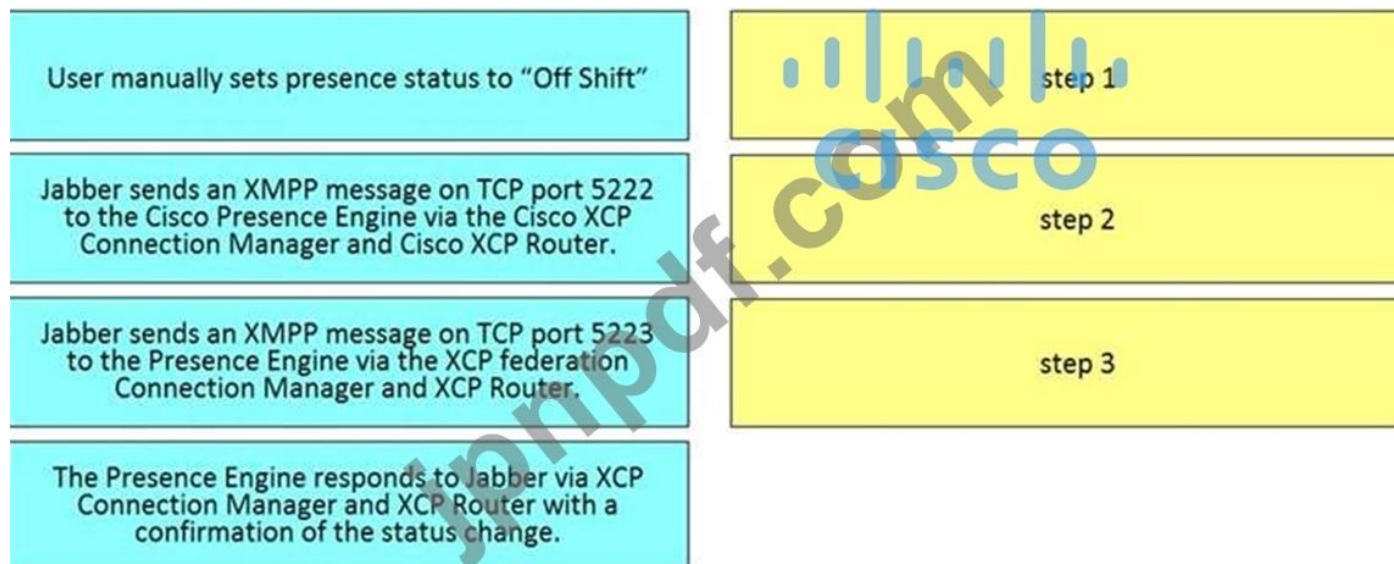 User manually sets presence status to “Off Shift”
Jabber sends an XMPP message on TCP port 5222
to the Cisco Presence Engine via the Cisco XCP
Connection Manager and Cisco XCP Router.
Jabber sends an XMPP message on TCP port 5223
to the Presence Engine via the XCP federation
Connection Manager and XCP Router.
The Presence Engine responds to Jabber via XCP
Connection Manager and XCP Router with a
confirmation of the status change.
step 1
step 2
step 3
CISCO
jpnpdf.com